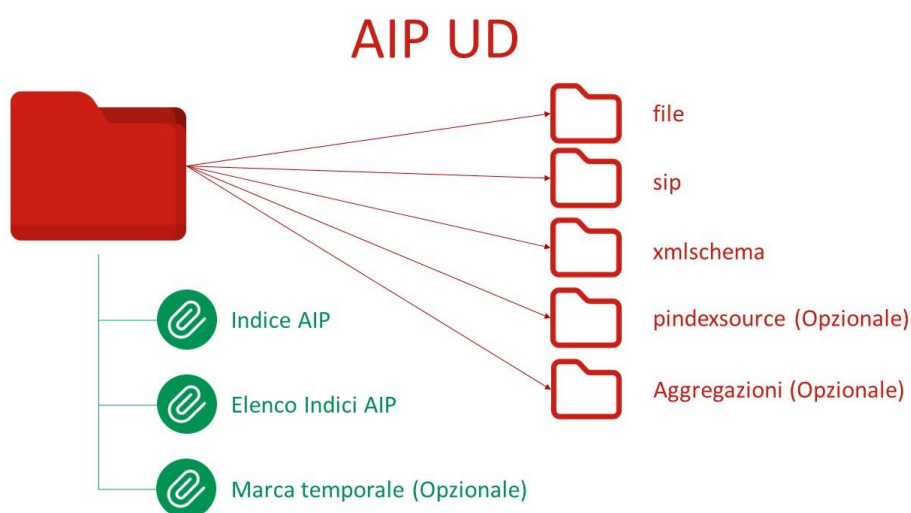 AIP UD
file
sip
xmlschema
pindexsource (Opzionale)
Aggregazioni (Opzionale)
Indice AIP
Elenco Indici AIP
Marca temporale (Opzionale)